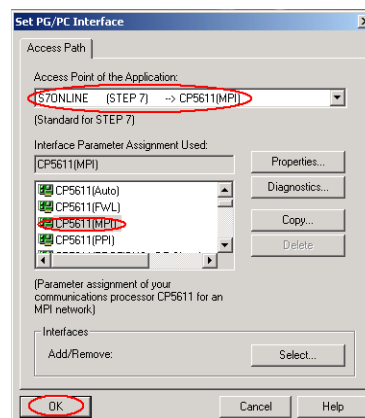 Set PG/PC Interface
Access Path
Access Point of the Application:
S7ONLINE (STEP 7) --> CP5611(MPI)
(Standard for STEP 7)
Interface Parameter Assignment Used:
CP5611(MPI)
Properties...
Diagnostics...
CP5611(Auto)
CP5611(FWL)
CP5611(MPI)
CP5611(PPI)
Copy...
Delete
(Parameter assignment of your
communications processor CP5611 for an
MPI network)
Interfaces
Add/Remove:
Select...
OK
Cancel
Help